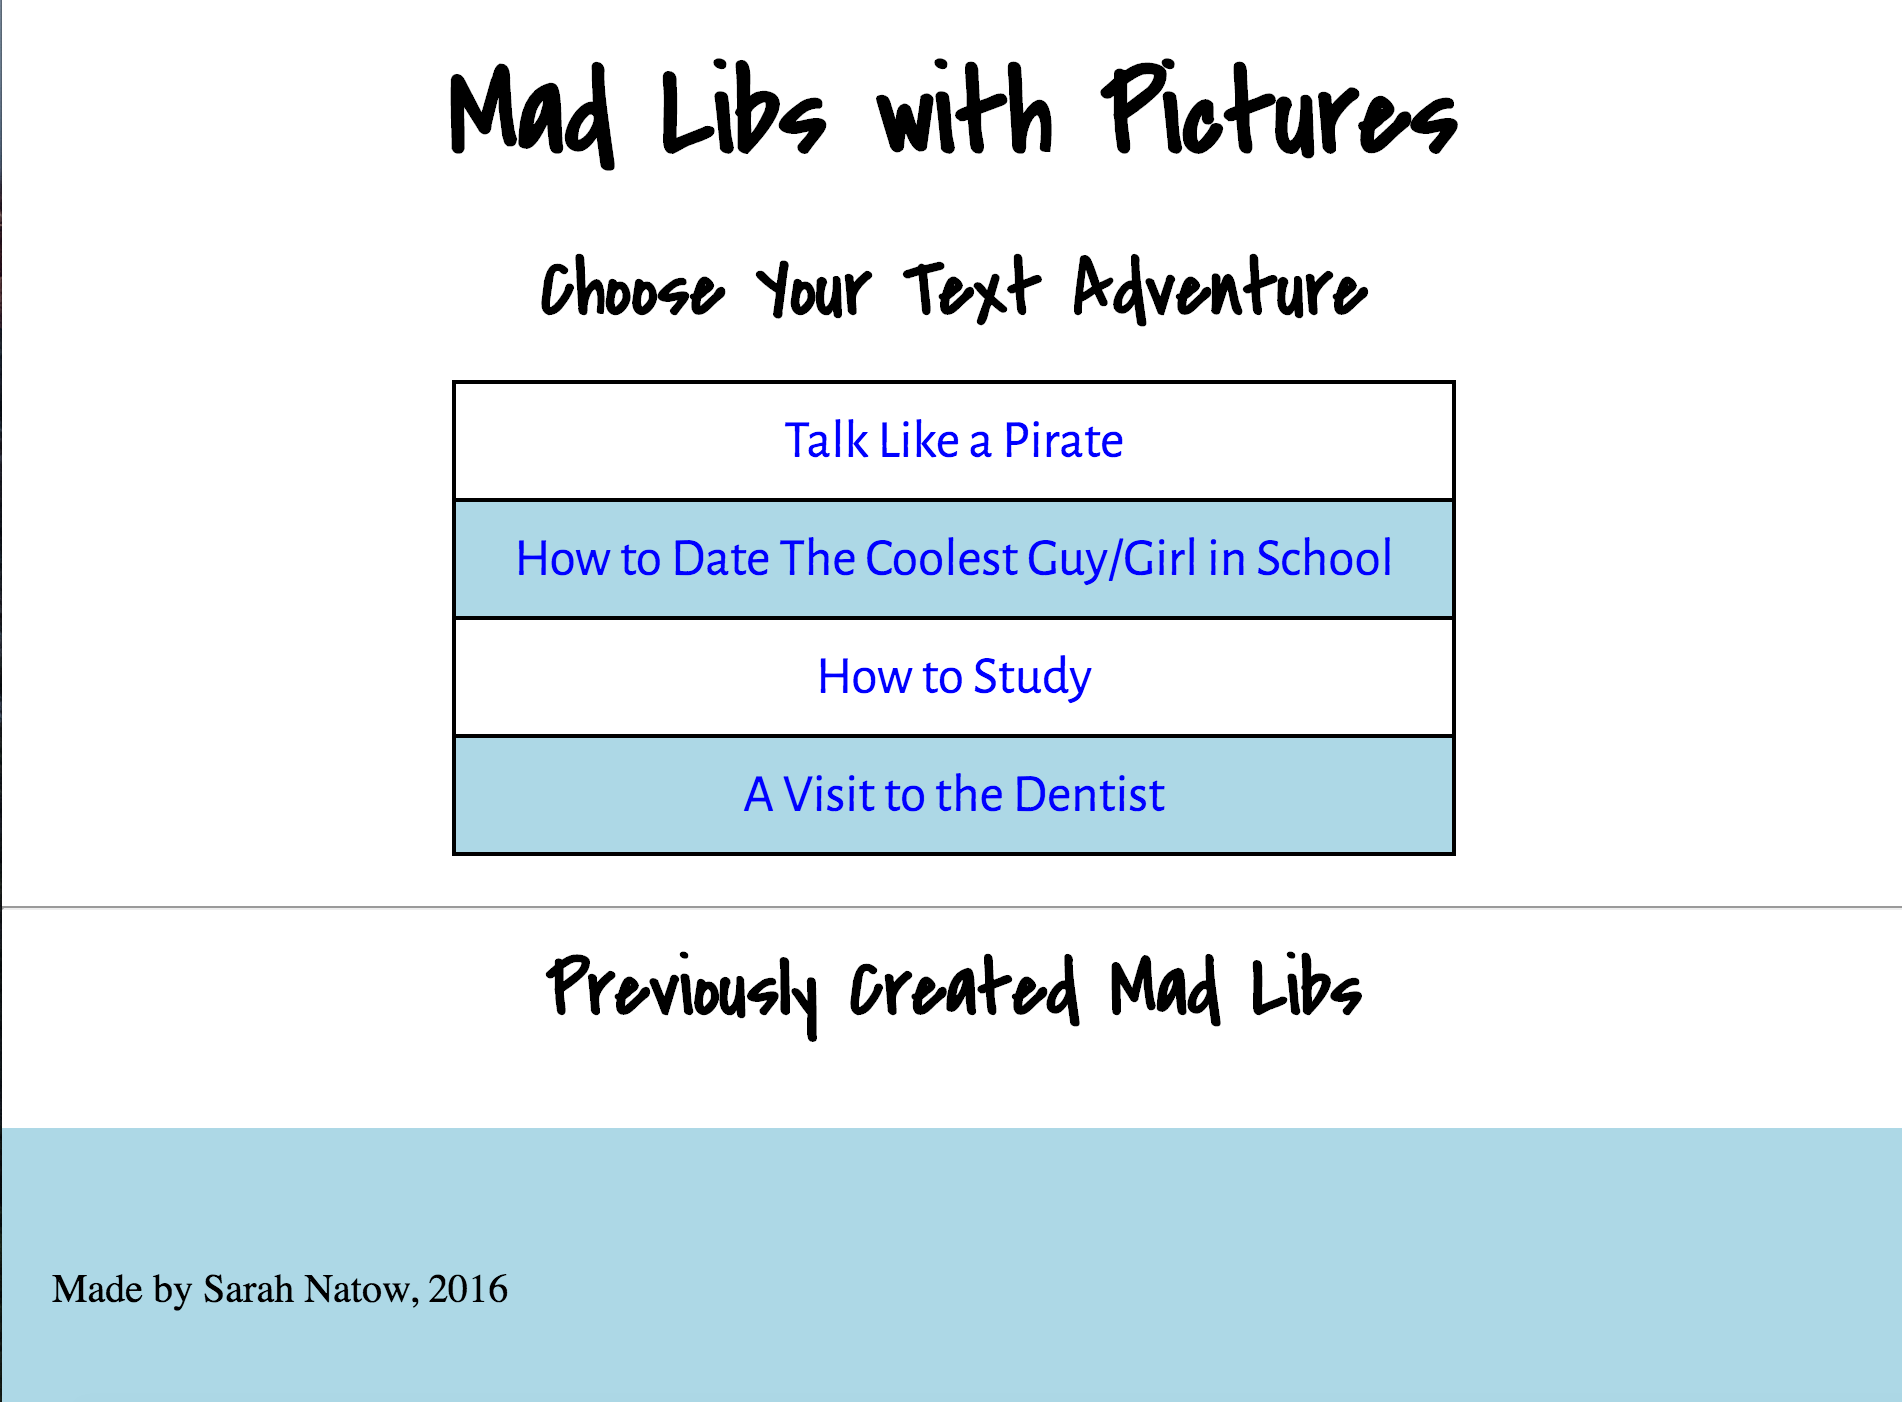 Mad Libs with Pictures
Choose Your Text Adventure
Talk Like a Pirate
How to Date The Coolest Guy/Girl in School
How to Study
A Visit to the Dentist
Previously Created Mad Libs
Made by Sarah Natow, 2016